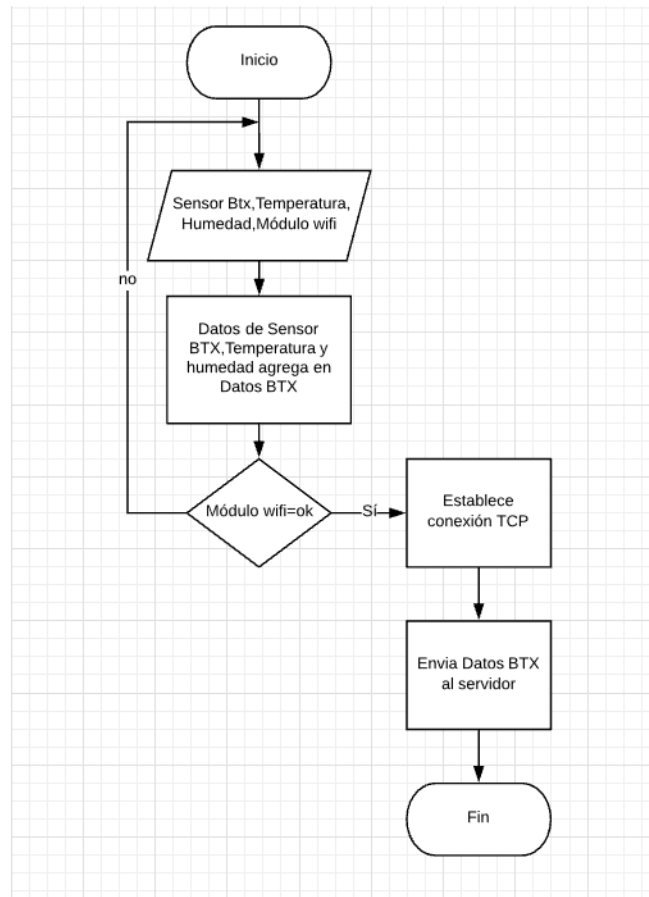 Inicio
Sensor Btx,Temperatura,
Humedad,Módulo wifi
no
Datos de Sensor
BTX,Temperatura y
humedad agrega en
Datos BTX
Módulo wifi=ok
Sí
Establece
conexión TCP
Envia Datos BTX
al servidor
Fin